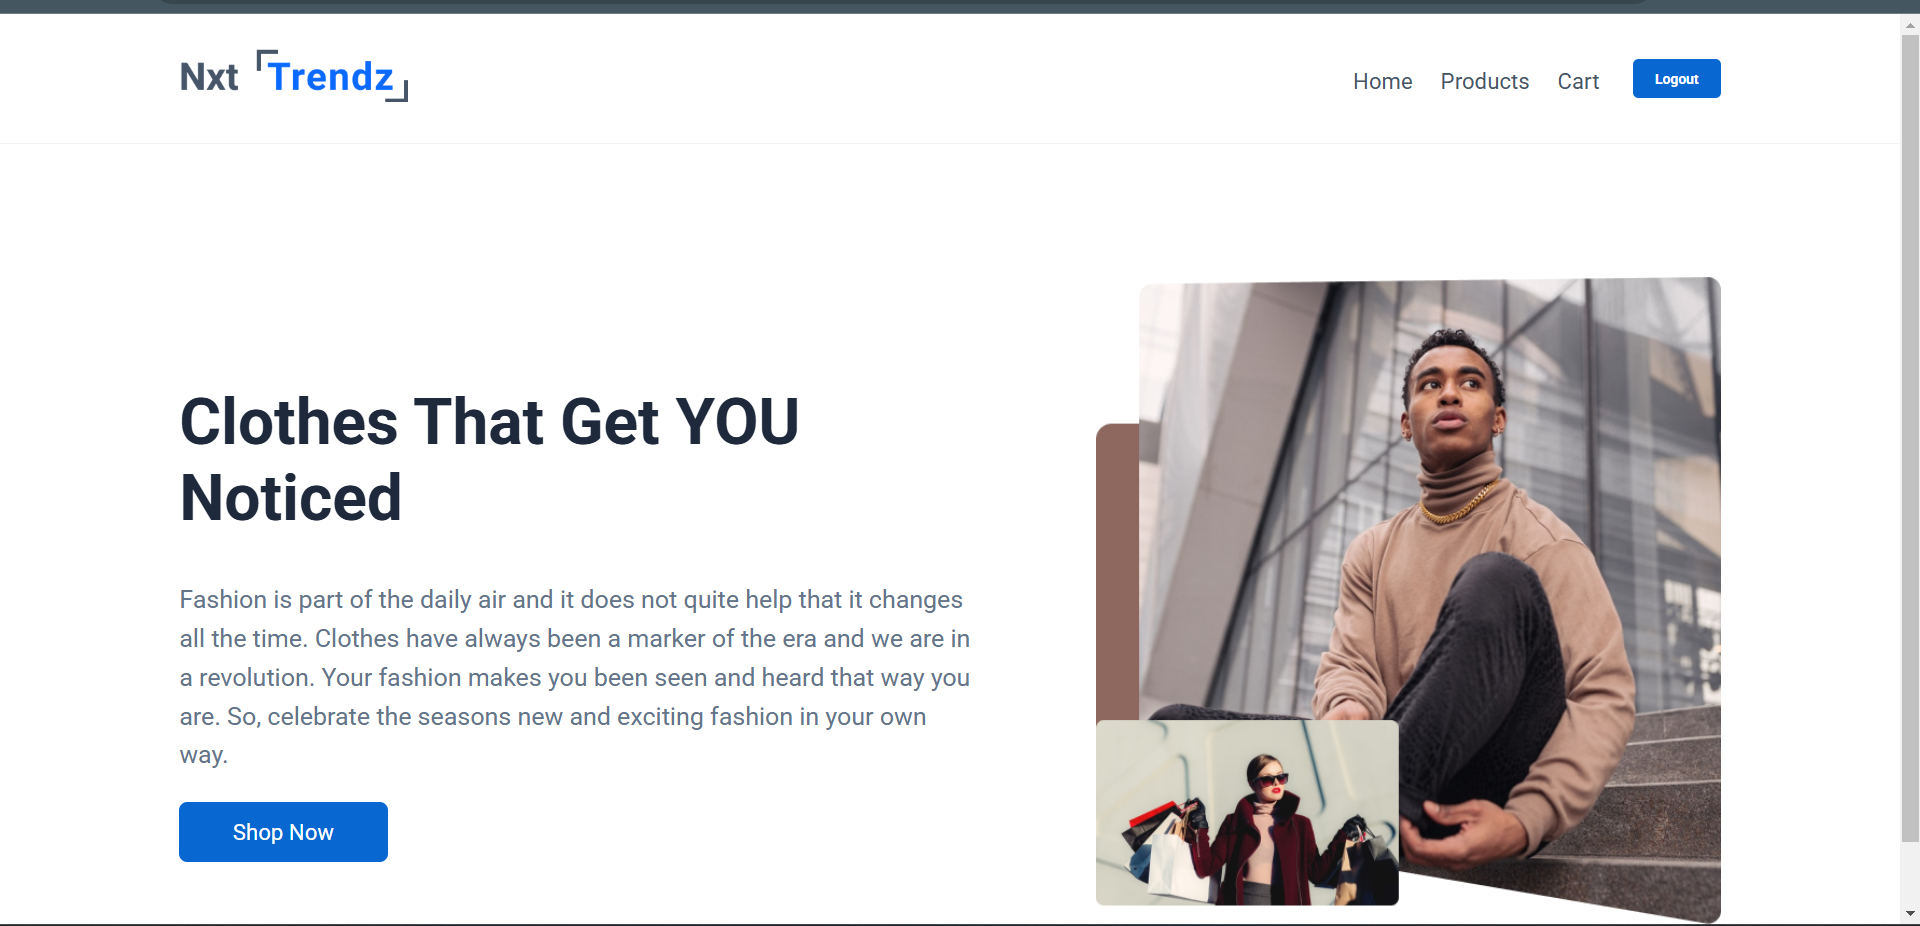 Nxt Trendz
Home Products Cart Logout
Clothes That Get YOU
Noticed
Fashion is part of the daily air and it does not quite help that it changes
all the time. Clothes have always been a marker of the era and we are in
a revolution. Your fashion makes you been seen and heard that way you
are. So, celebrate the seasons new and exciting fashion in your own
way.
Shop Now